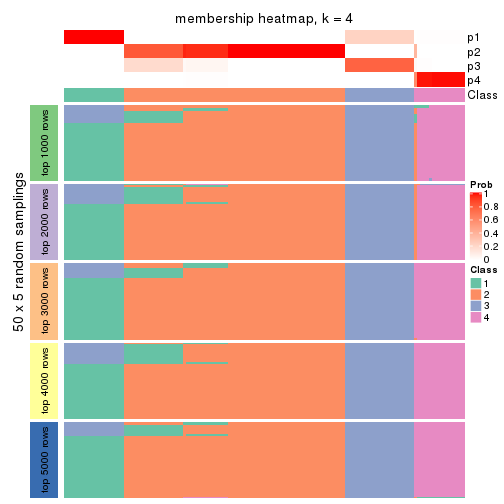 membership heatmap, k = 4
p1
p2
p3
p4
Class
50 x 5 random samplings
top 1000 rows
top 2000 rows
top 3000 rows
top 4000 rows
top 5000 rows
Prob
1
0.8
0.6
0.4
0.2
0
Class
1
2
3
4